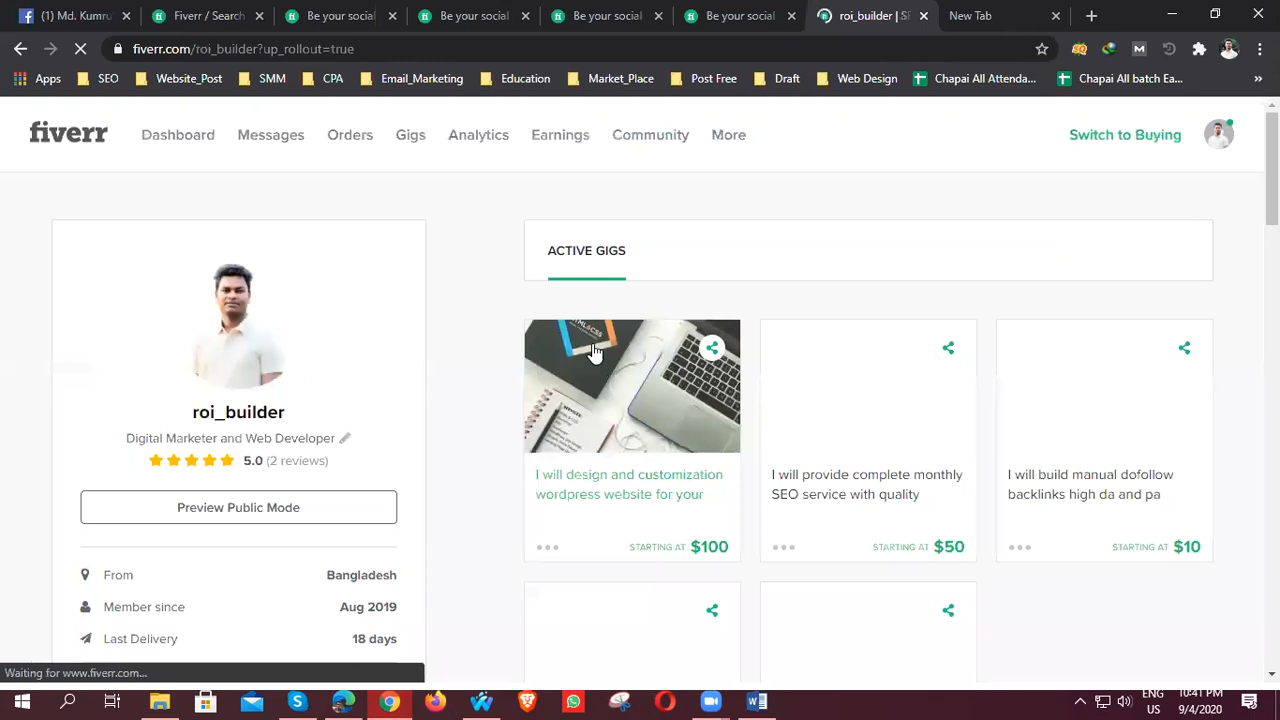 (1) Md. Kumru
Fiverr / Search
Be your social
Be your social
Be your social
Be your social
roi_builder | S
New Tab
fiverr.com/roi_builder?up_rollout=true
Apps
SEO
Website_Post
SMM
CPA
Email_Marketing
Education
Market_Place
Post Free
Draft
Web Design
Chapai All Attenda...
Chapai All batch Ea...
»
fiverr
Dashboard
Messages
Orders
Gigs
Analytics
Earnings
Community
More
Switch to Buying
roi_builder
Digital Marketer and Web Developer
5.0 (2 reviews)
Preview Public Mode
From Bangladesh
Member since Aug 2019
Last Delivery 18 days
ACTIVE GIGS
HTML&CSS
I will design and customization
wordpress website for your
STARTING AT $100
I will provide complete monthly
SEO service with quality
STARTING AT $50
I will build manual dofollow
backlinks high da and pa
STARTING AT $10
Waiting for www.fiverr.com...
ENG
US
10:41 PM
9/4/2020